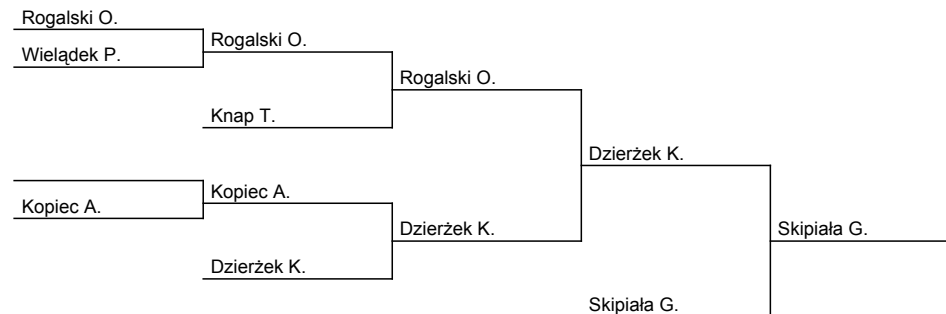 Rogalski O.
Wielądek P.
Rogalski O.
Knap T.
Rogalski O.
Kopiec A.
Kopiec A.
Dzierżek K.
Dzierżek K.
Dzierżek K.
Skipiała G.
Skipiała G.